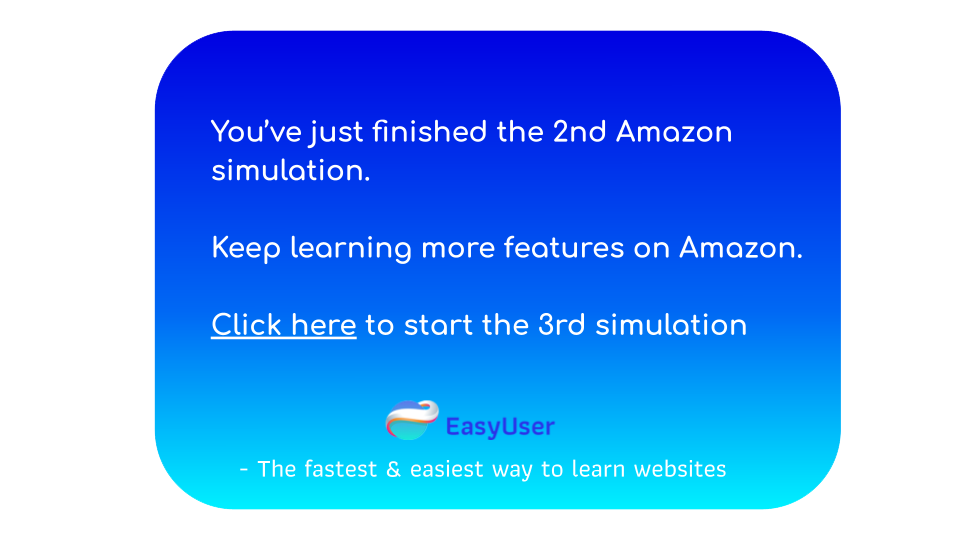 You’ve just finished the 2nd Amazon
simulation.
Keep learning more features on Amazon.
Click here to start the 3rd simulation
EasyUser
- The fastest & easiest way to learn websites